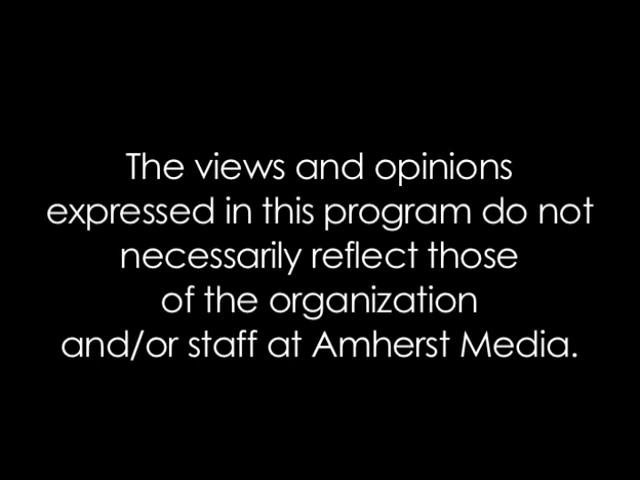 The views and opinions
expressed in this program do not
necessarily reflect those
of the organization
and/or staff at Amherst Media.